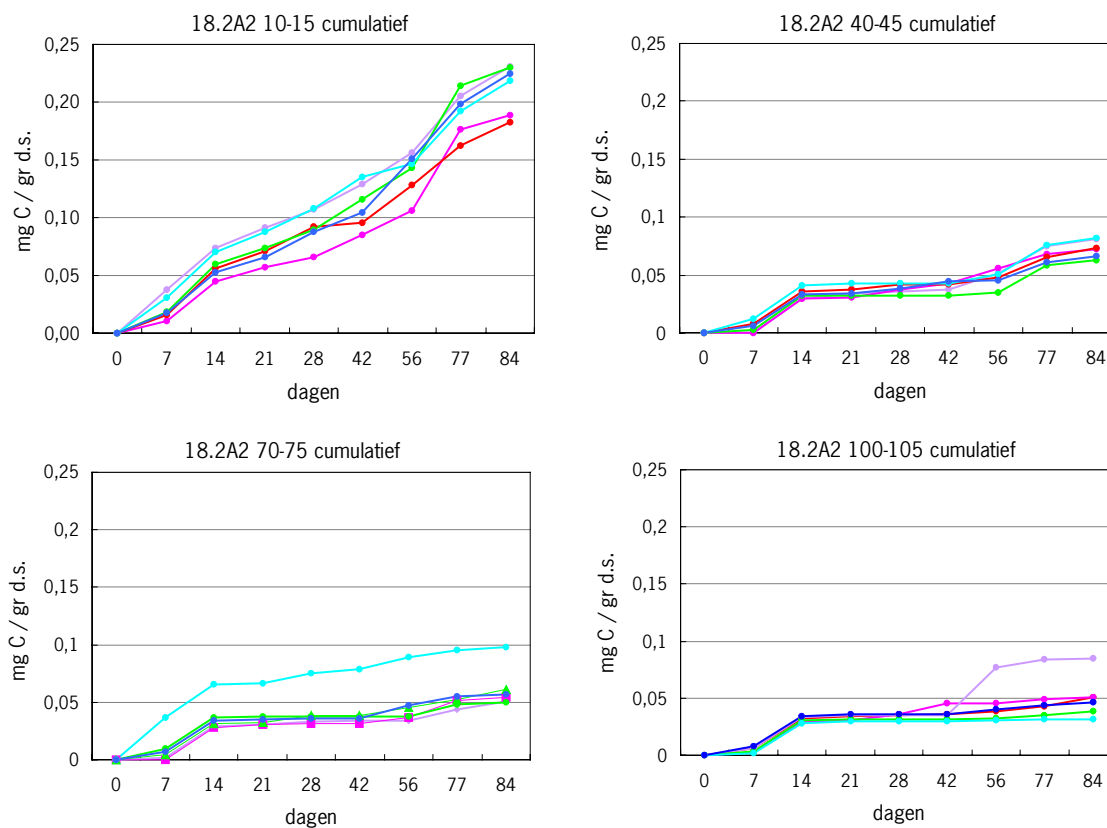 18.2A2 10-15 cumulatief
0,25
0,20
0,15
0,10
0,05
0,00
mg C / gr d.s.
0 7 14 21 28 42 56 77 84
dagen
18.2A2 40-45 cumulatief
0,25
0,2
0,15
0,1
0,05
0
mg C / gr d.s.
0 7 14 21 28 42 56 77 84
dagen
18.2A2 70-75 cumulatief
0,25
0,2
0,15
0,1
0,05
0
mg C / gr d.s.
0 7 14 21 28 42 56 77 84
dagen
18.2A2 100-105 cumulatief
0,25
0,2
0,15
0,1
0,05
0
mg C / gr d.s.
0 7 14 21 28 42 56 77 84
dagen